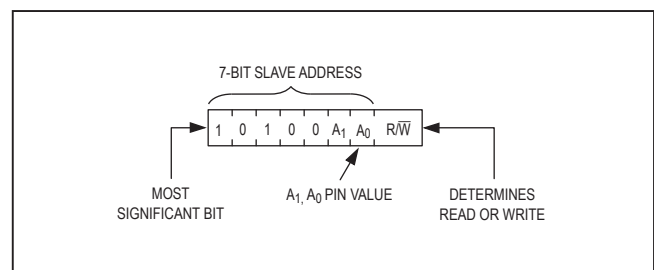 7-BIT SLAVE ADDRESS
1 0 1 0 0 A1 A0 R/W̅
MOST
SIGNIFICANT BIT
A1, A0 PIN VALUE
DETERMINES
READ OR WRITE